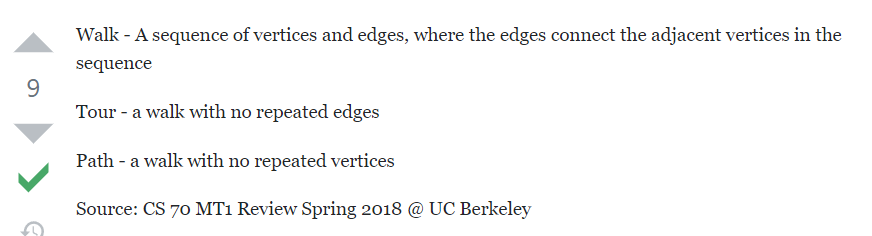 Walk - A sequence of vertices and edges, where the edges connect the adjacent vertices in the
sequence
9
Tour - a walk with no repeated edges
Path - a walk with no repeated vertices
Source: CS 70 MT1 Review Spring 2018 @ UC Berkeley